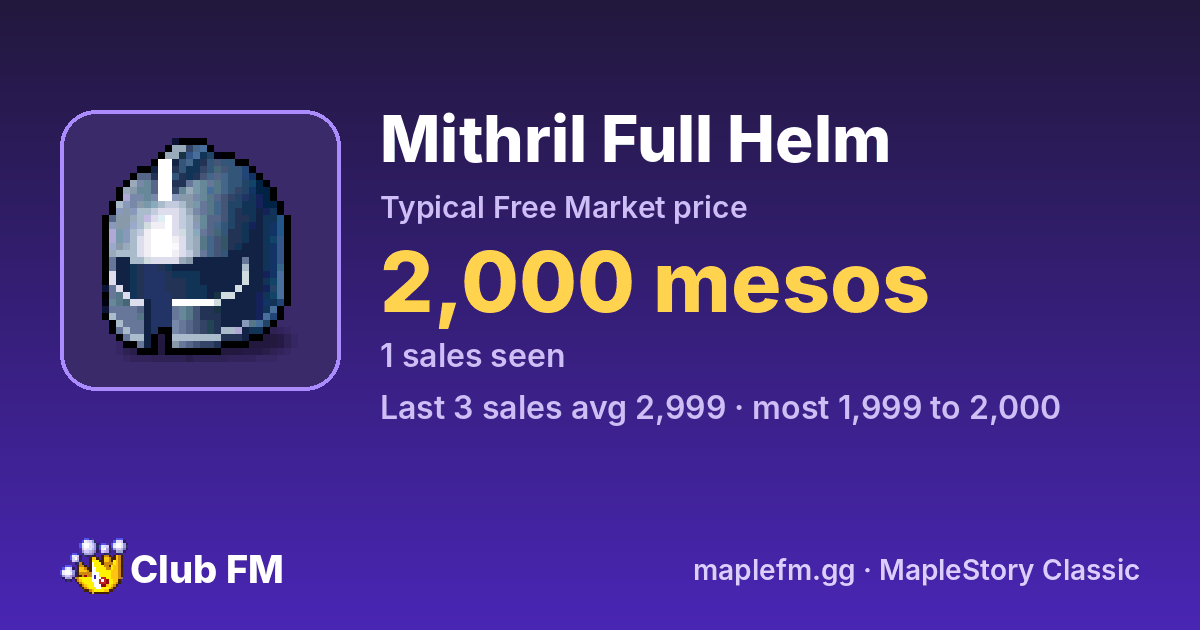 Mithril Full Helm
Typical Free Market price
2,000 mesos
1 sales seen
Last 3 sales avg 2,999 · most 1,999 to 2,000
Club FM
maplefm.gg · MapleStory Classic